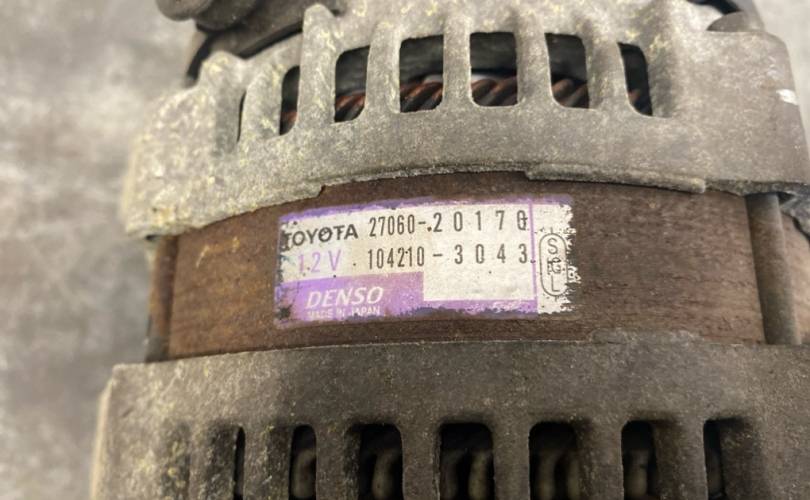 TOYOTA 27060-20170
12V 104210-3043
DENSO
MADE IN JAPAN